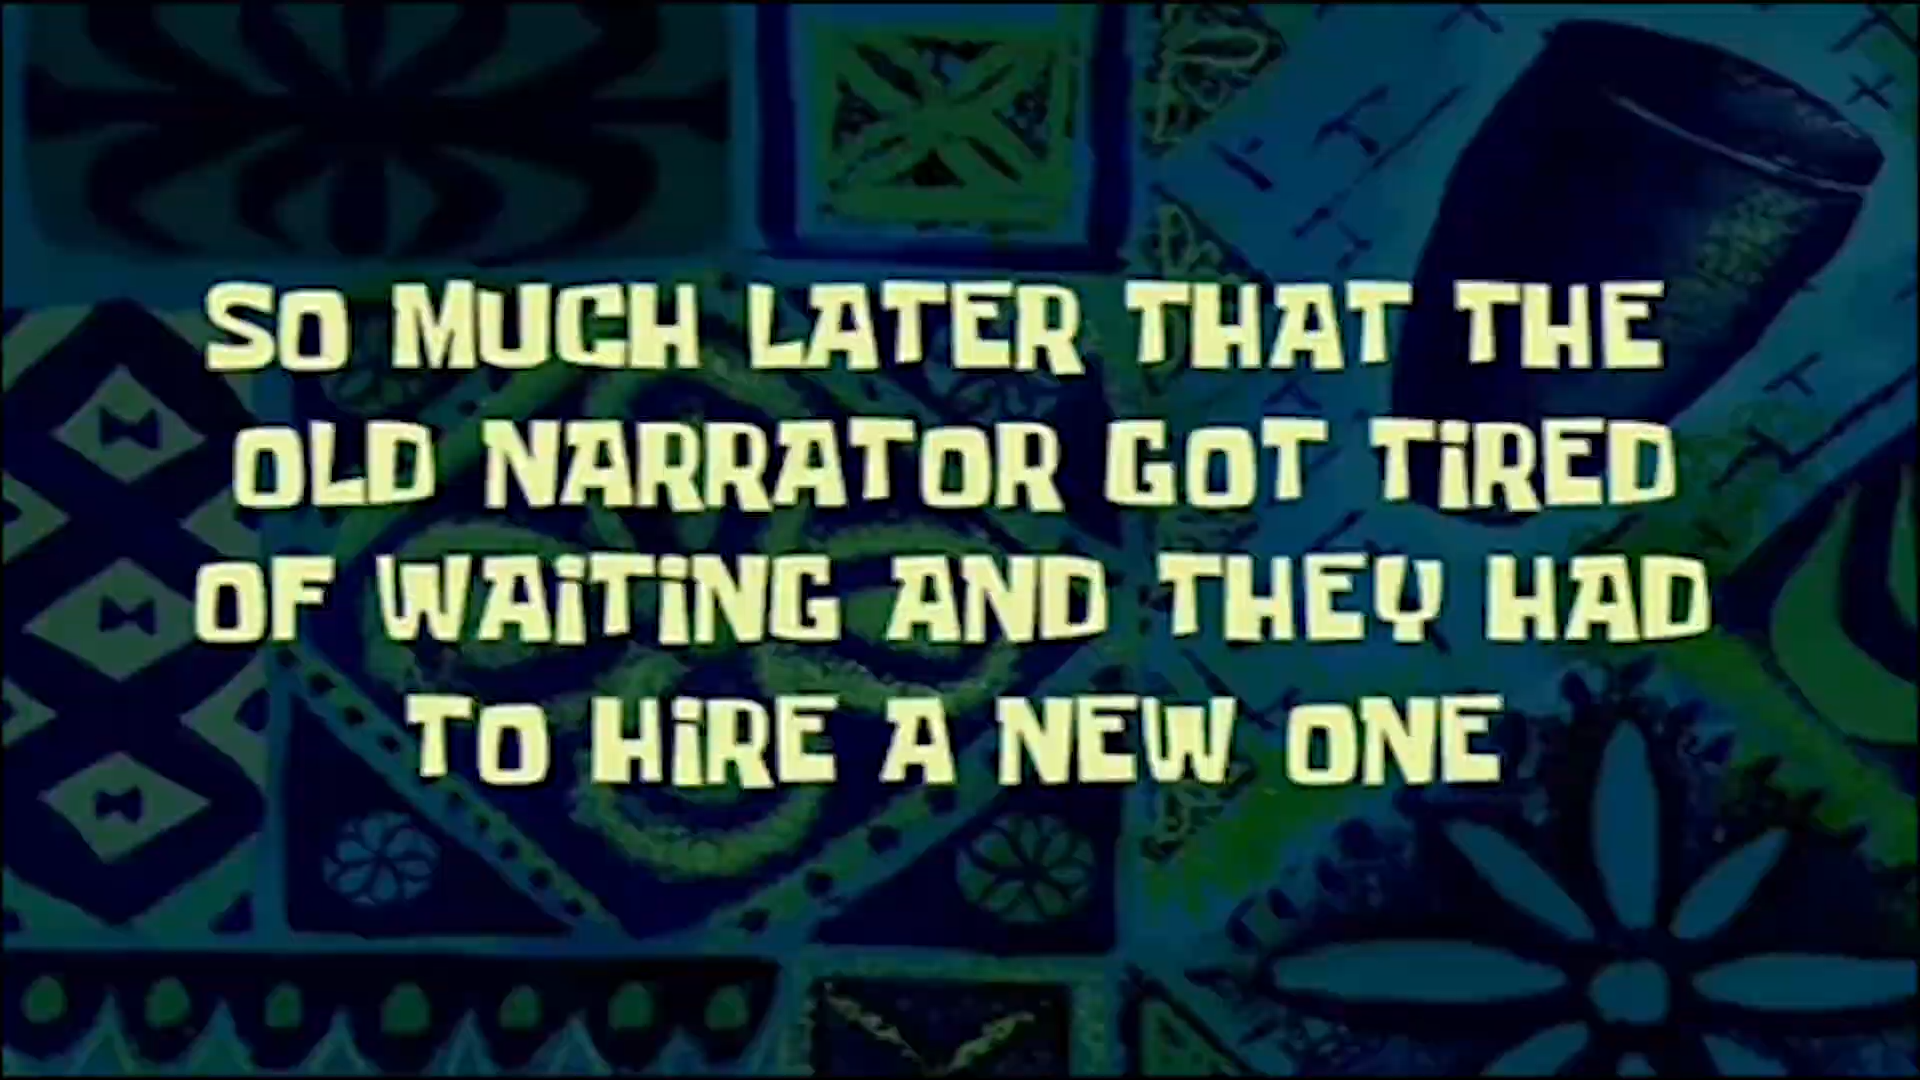 SO MUCH LATER THAT THE
OLD NARRATOR GOT TiRED
OF WAiTiNG AND THEY HAD
TO HiRE A NEW ONE